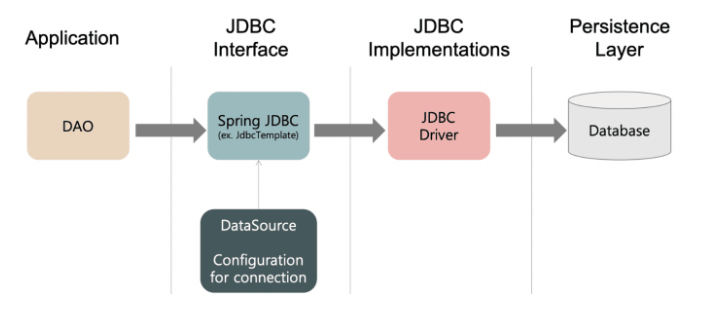 Application
JDBC
Interface
JDBC
Implementations
Persistence
Layer
DAO
Spring JDBC
(ex. JdbcTemplate)
JDBC
Driver
Database
DataSource
Configuration
for connection